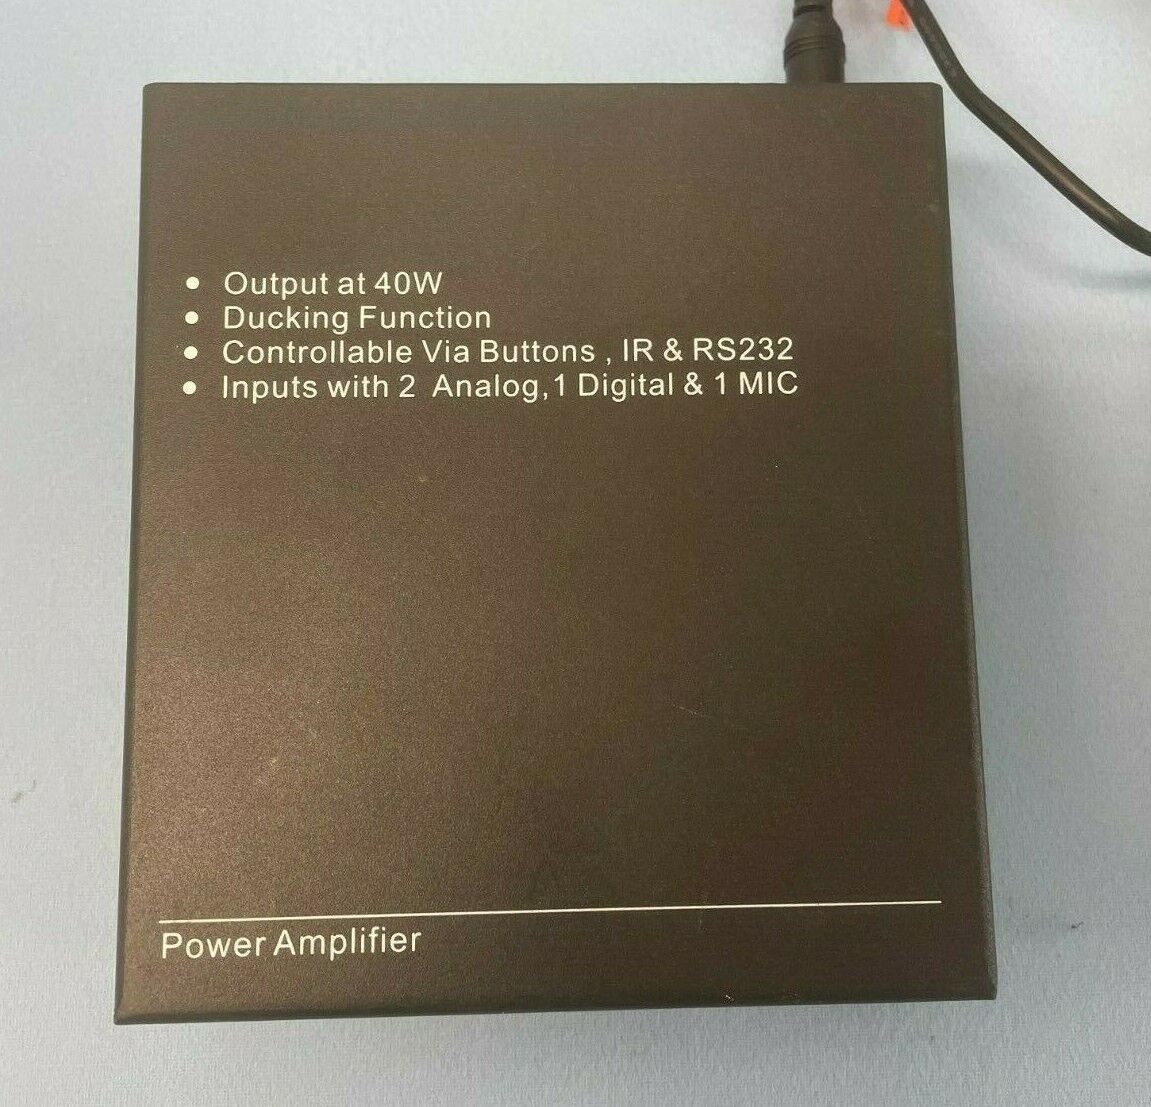 • Output at 40W
• Ducking Function
• Controllable Via Buttons , IR & RS232
• Inputs with 2 Analog,1 Digital & 1 MIC
Power Amplifier